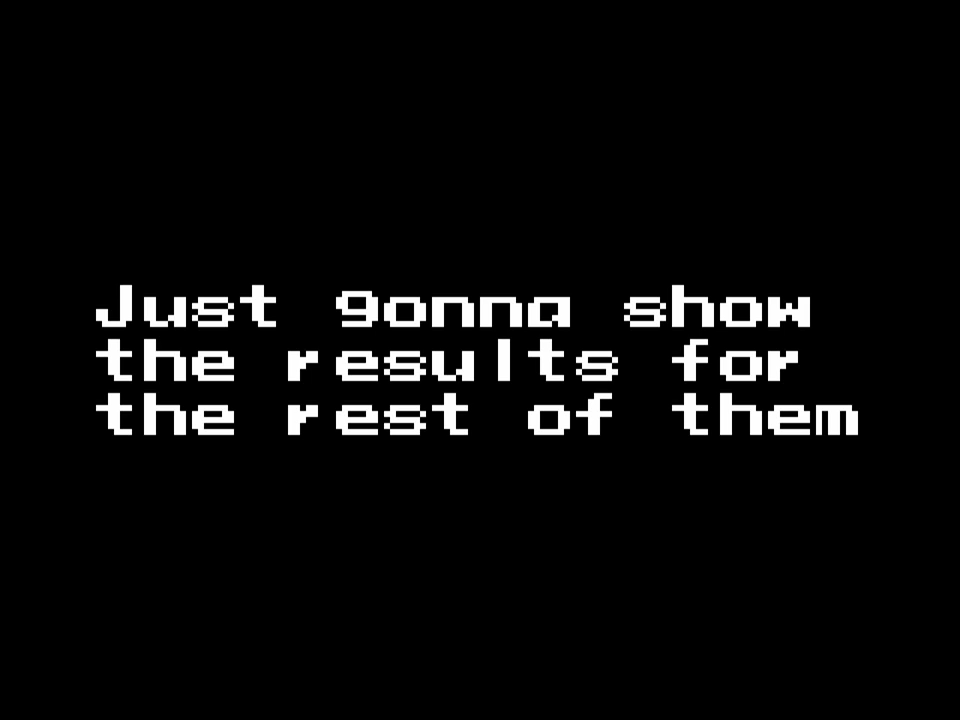 Just gonna show
the results for
the rest of them